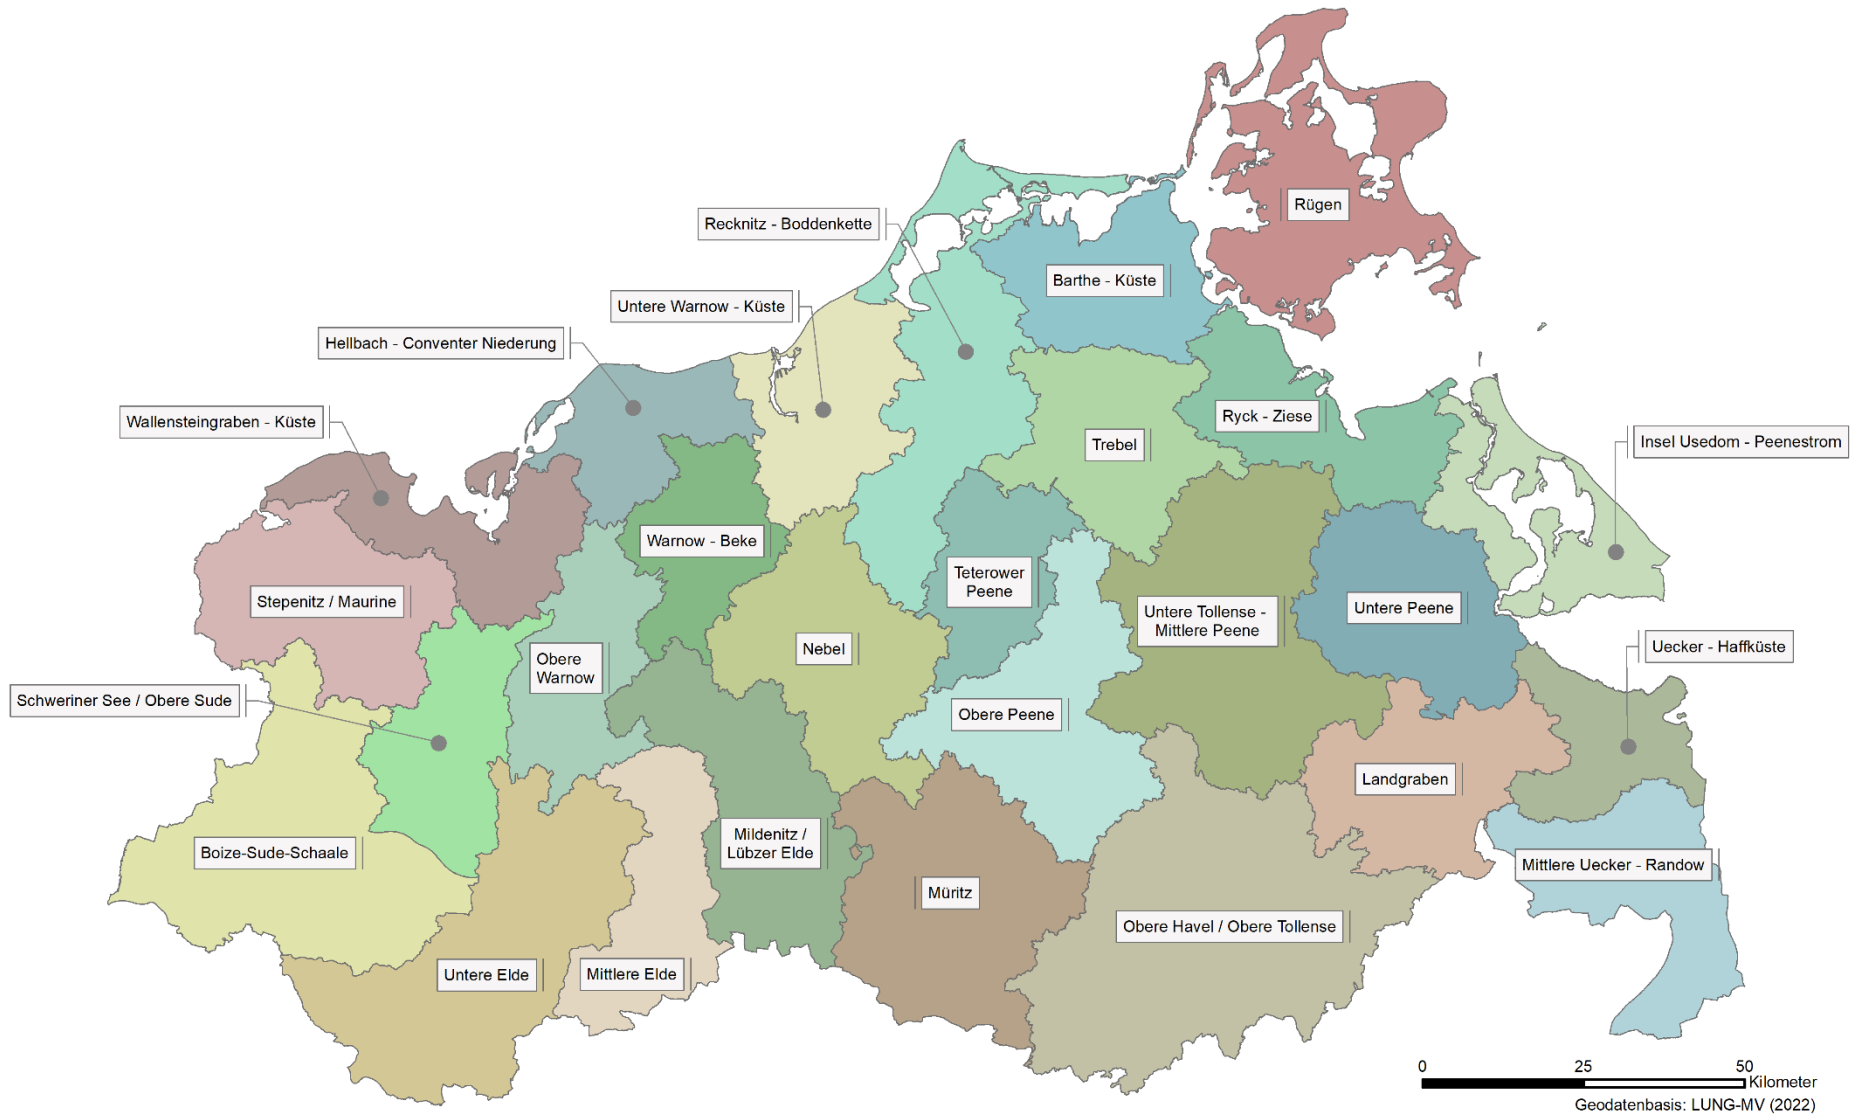 Rügen
Recknitz - Boddenkette
Barthe - Küste
Untere Warnow - Küste
Hellbach - Conventer Niederung
Wallensteingraben - Küste
Ryck - Ziese
Trebel
Insel Usedom - Peenestrom
Warnow - Beke
Teterower
Peene
Stepenitz / Maurine
Untere Tollense -
Mittlere Peene
Untere Peene
Nebel
Uecker - Haffküste
Obere
Warnow
Schweriner See / Obere Sude
Obere Peene
Landgraben
Mildenitz /
Lübzer Elde
Boize-Sude-Schaale
Mittlere Uecker - Randow
Müritz
Obere Havel / Obere Tollense
Untere Elde
Mittlere Elde
0 25 50
Kilometer
Geodatenbasis: LUNG-MV (2022)